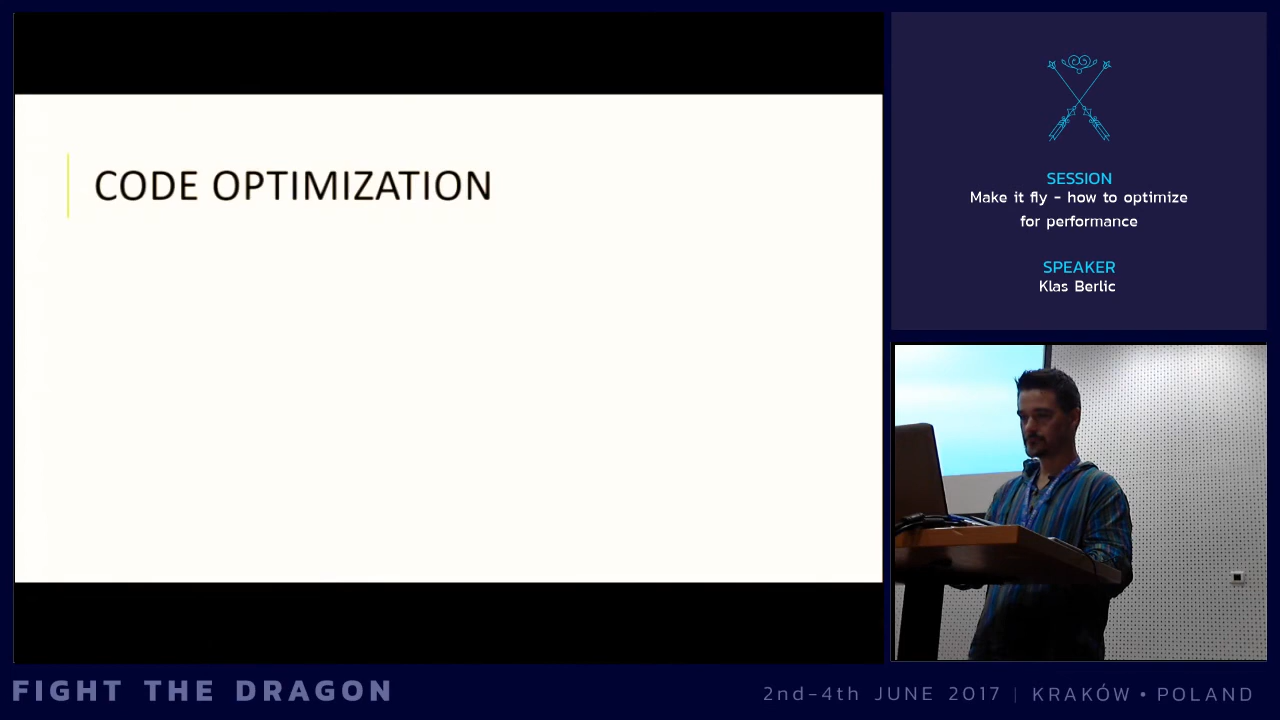 CODE OPTIMIZATION
SESSION
Make it fly - how to optimize
for performance
SPEAKER
Klas Berlic
FIGHT THE DRAGON
2nd-4th JUNE 2017 | KRAKÓW • POLAND